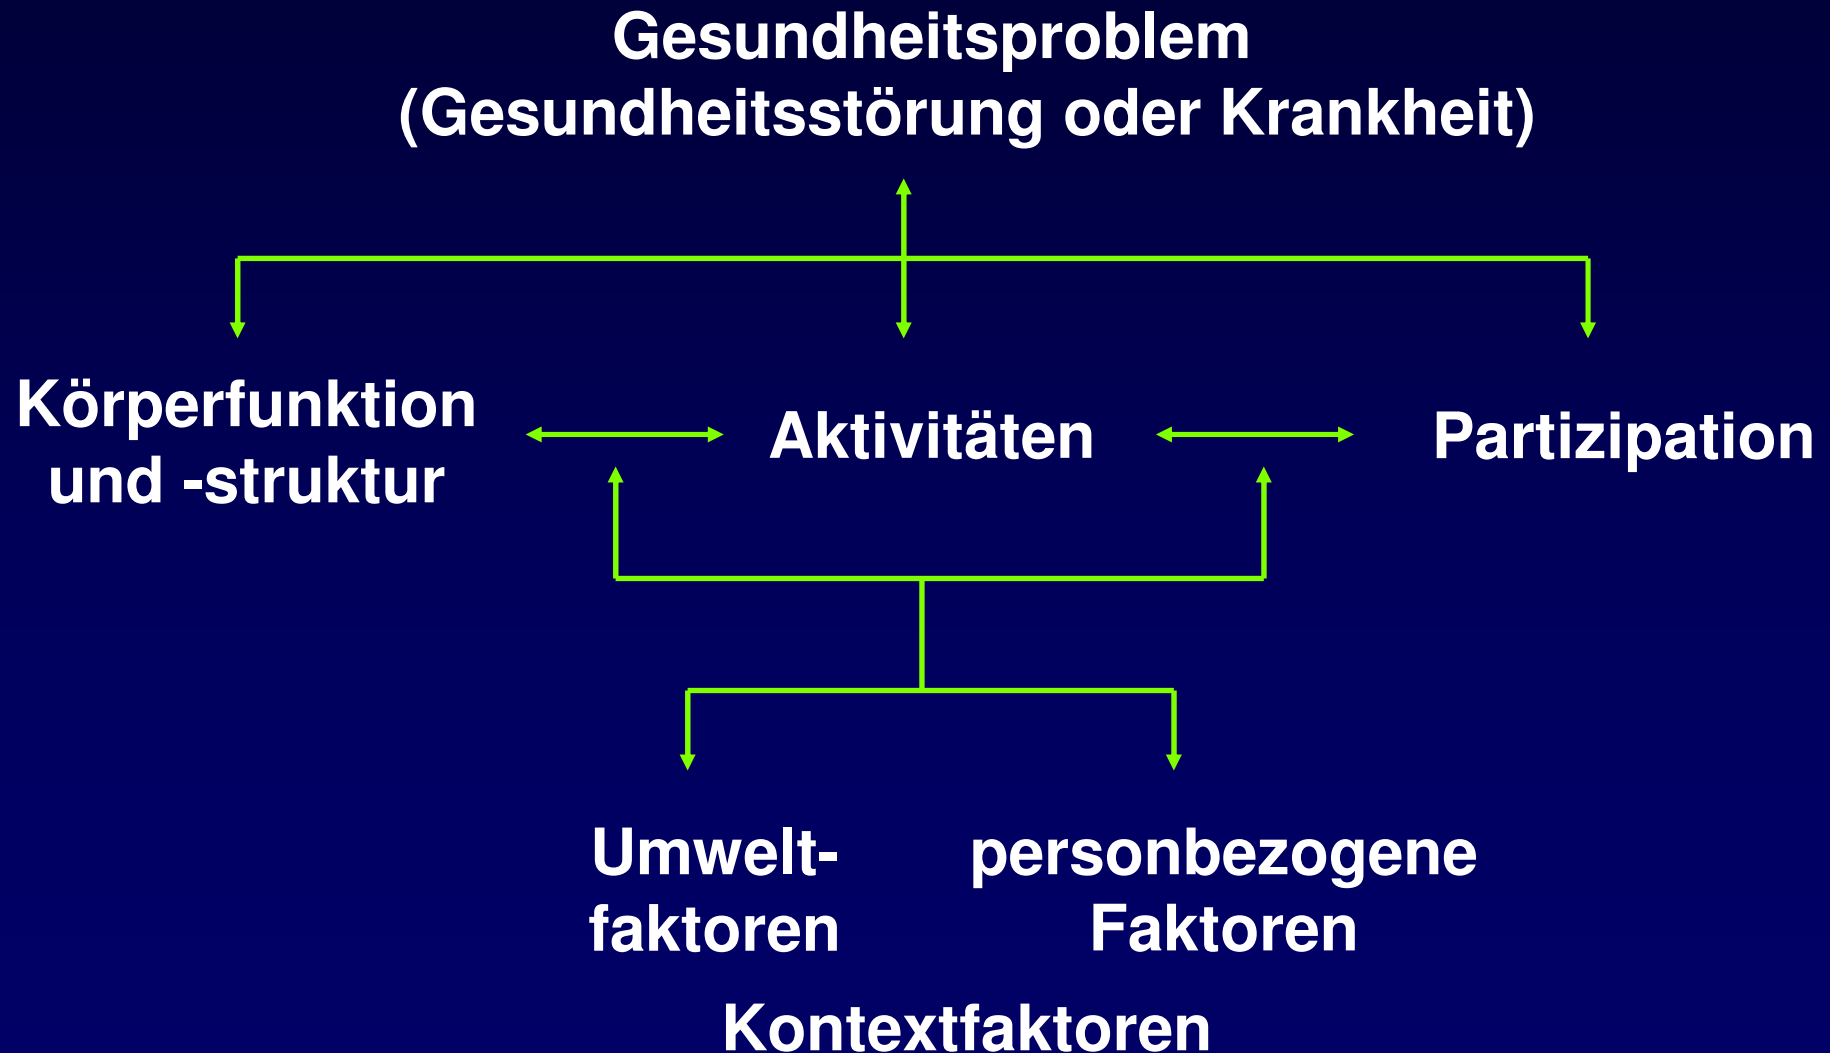 Gesundheitsproblem
(Gesundheitsstörung oder Krankheit)
Körperfunktion
und -struktur
Aktivitäten
Partizipation
Umwelt-
faktoren
personbezogene
Faktoren
Kontextfaktoren